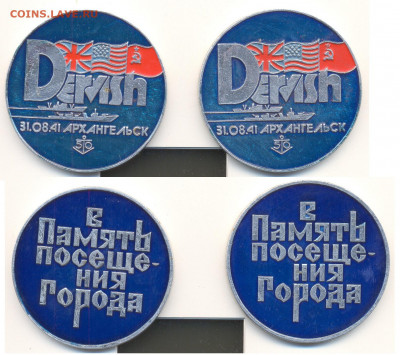 COINS.LAVE.RU
DERVISH
31.08.41 АРХАНГЕЛЬСК
50
DERVISH
31.08.41 АРХАНГЕЛЬСК
50
В
ПАМЯТЬ
ПОСЕЩЕ-
НИЯ
ГОРОДА
В
ПАМЯТЬ
ПОСЕЩЕ-
НИЯ
ГОРОДА